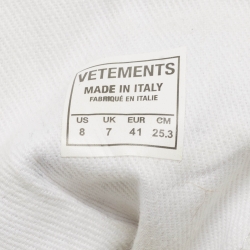 VETEMENTS
MADE IN ITALY
FABRIQUÉ EN ITALIE
US UK EUR CM
8 7 41 25.3